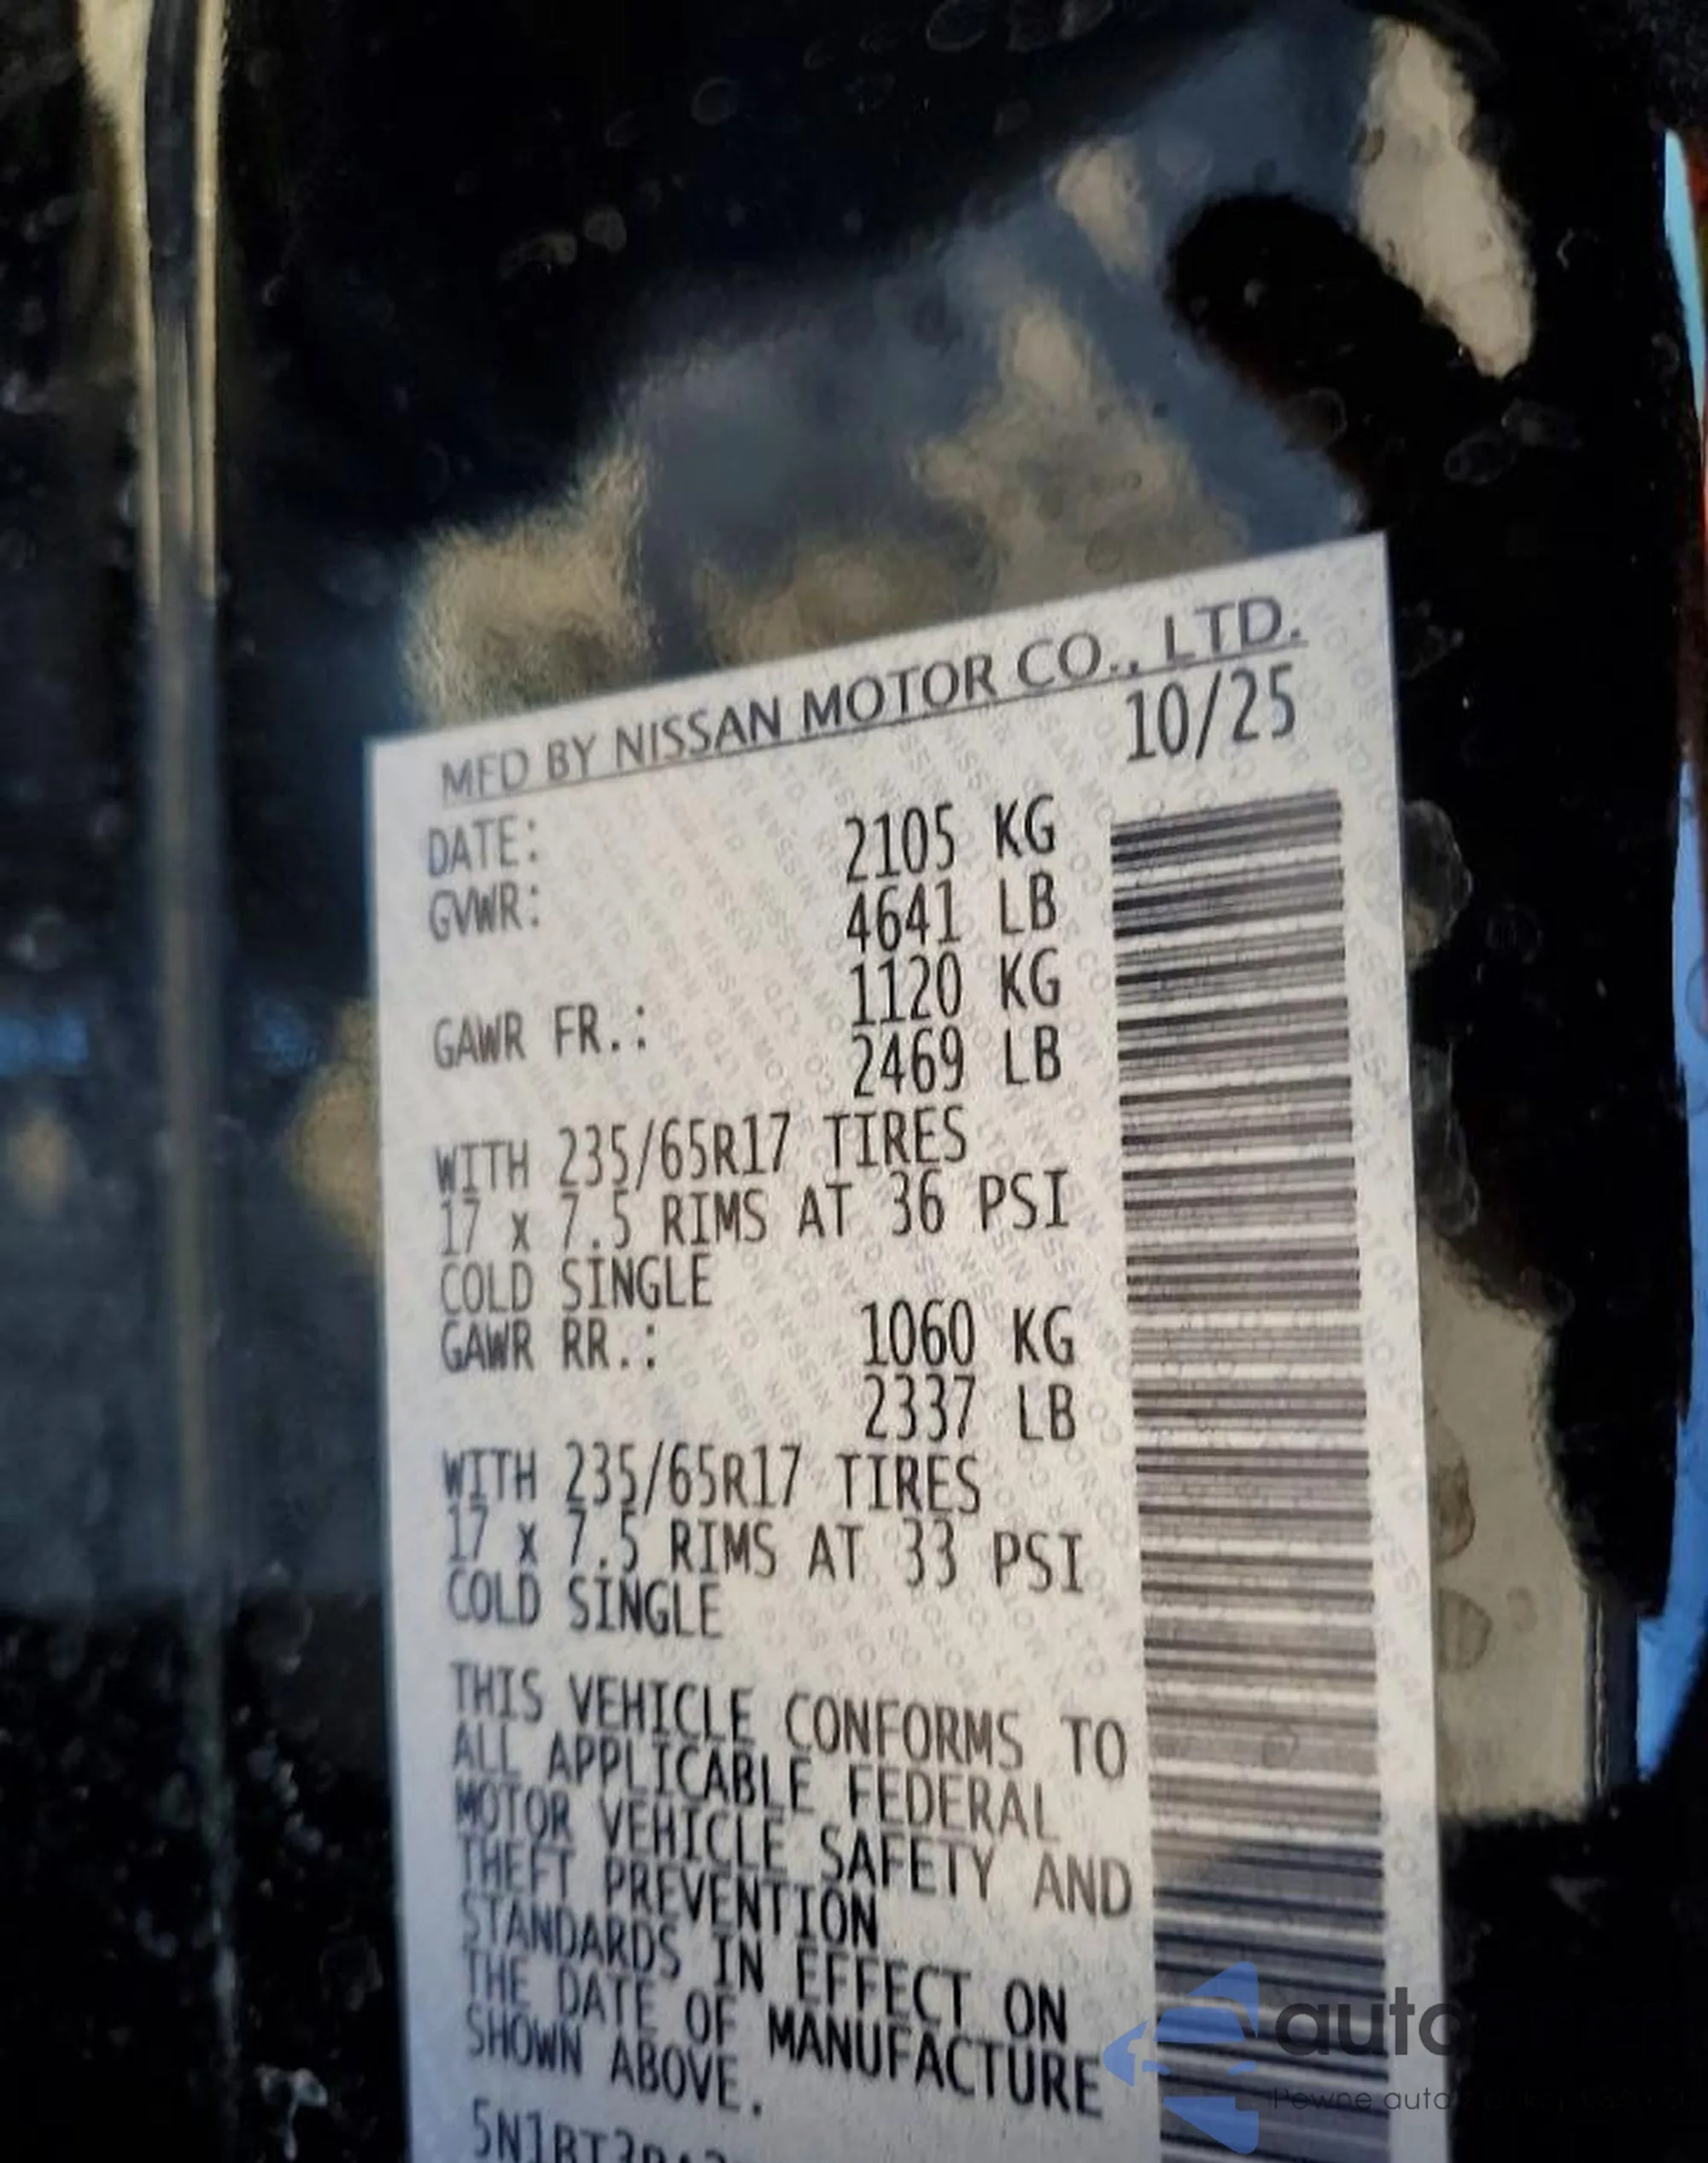 MFD BY NISSAN MOTOR CO., LTD.
DATE: 10/25
GVWR: 2105 KG
4641 LB
GAWR FR.: 1120 KG
2469 LB
WITH 235/65R17 TIRES
17 x 7.5 RIMS AT 36 PSI
COLD SINGLE
GAWR RR.: 1060 KG
2337 LB
WITH 235/65R17 TIRES
17 x 7.5 RIMS AT 33 PSI
COLD SINGLE
THIS VEHICLE CONFORMS TO
ALL APPLICABLE FEDERAL
MOTOR VEHICLE SAFETY AND
THEFT PREVENTION
STANDARDS IN EFFECT ON
THE DATE OF MANUFACTURE
SHOWN ABOVE.
Pewne